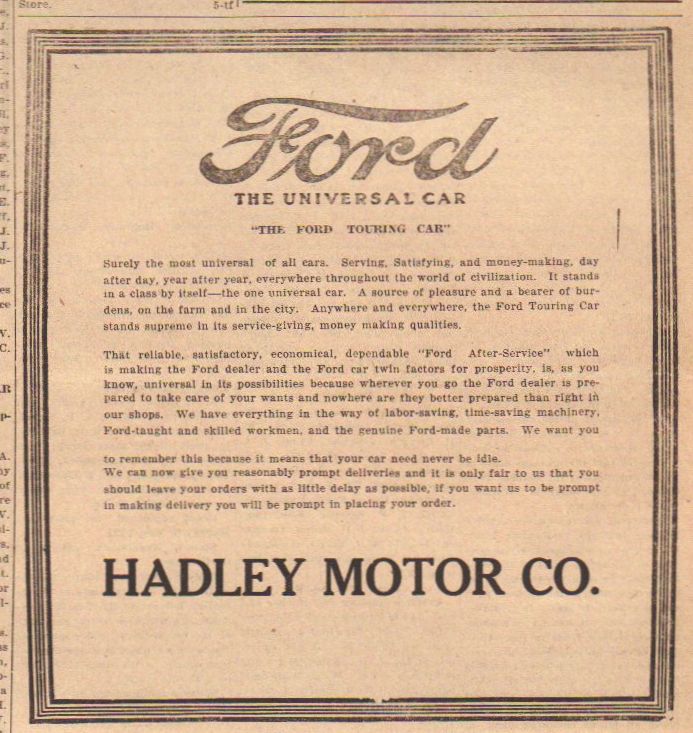 Store.
5-tf
Ford
THE UNIVERSAL CAR
"THE FORD TOURING CAR"
Surely the most universal of all cars. Serving, Satisfying, and money-making, day
after day, year after year, everywhere throughout the world of civilization. It stands
in a class by itself—the one universal car. A source of pleasure and a bearer of bur-
dens, on the farm and in the city. Anywhere and everywhere, the Ford Touring Car
stands supreme in its service-giving, money making qualities.
That reliable, satisfactory, economical, dependable "Ford After-Service" which
is making the Ford dealer and the Ford car twin factors for prosperity, is, as you
know, universal in its possibilities because wherever you go the Ford dealer is pre-
pared to take care of your wants and nowhere are they better prepared than right in
our shops. We have everything in the way of labor-saving, time-saving machinery,
Ford-taught and skilled workmen, and the genuine Ford-made parts. We want you
to remember this because it means that your car need never be idle.
We can now give you reasonably prompt deliveries and it is only fair to us that you
should leave your orders with as little delay as possible, if you want us to be prompt
in making delivery you will be prompt in placing your order.
HADLEY MOTOR CO.